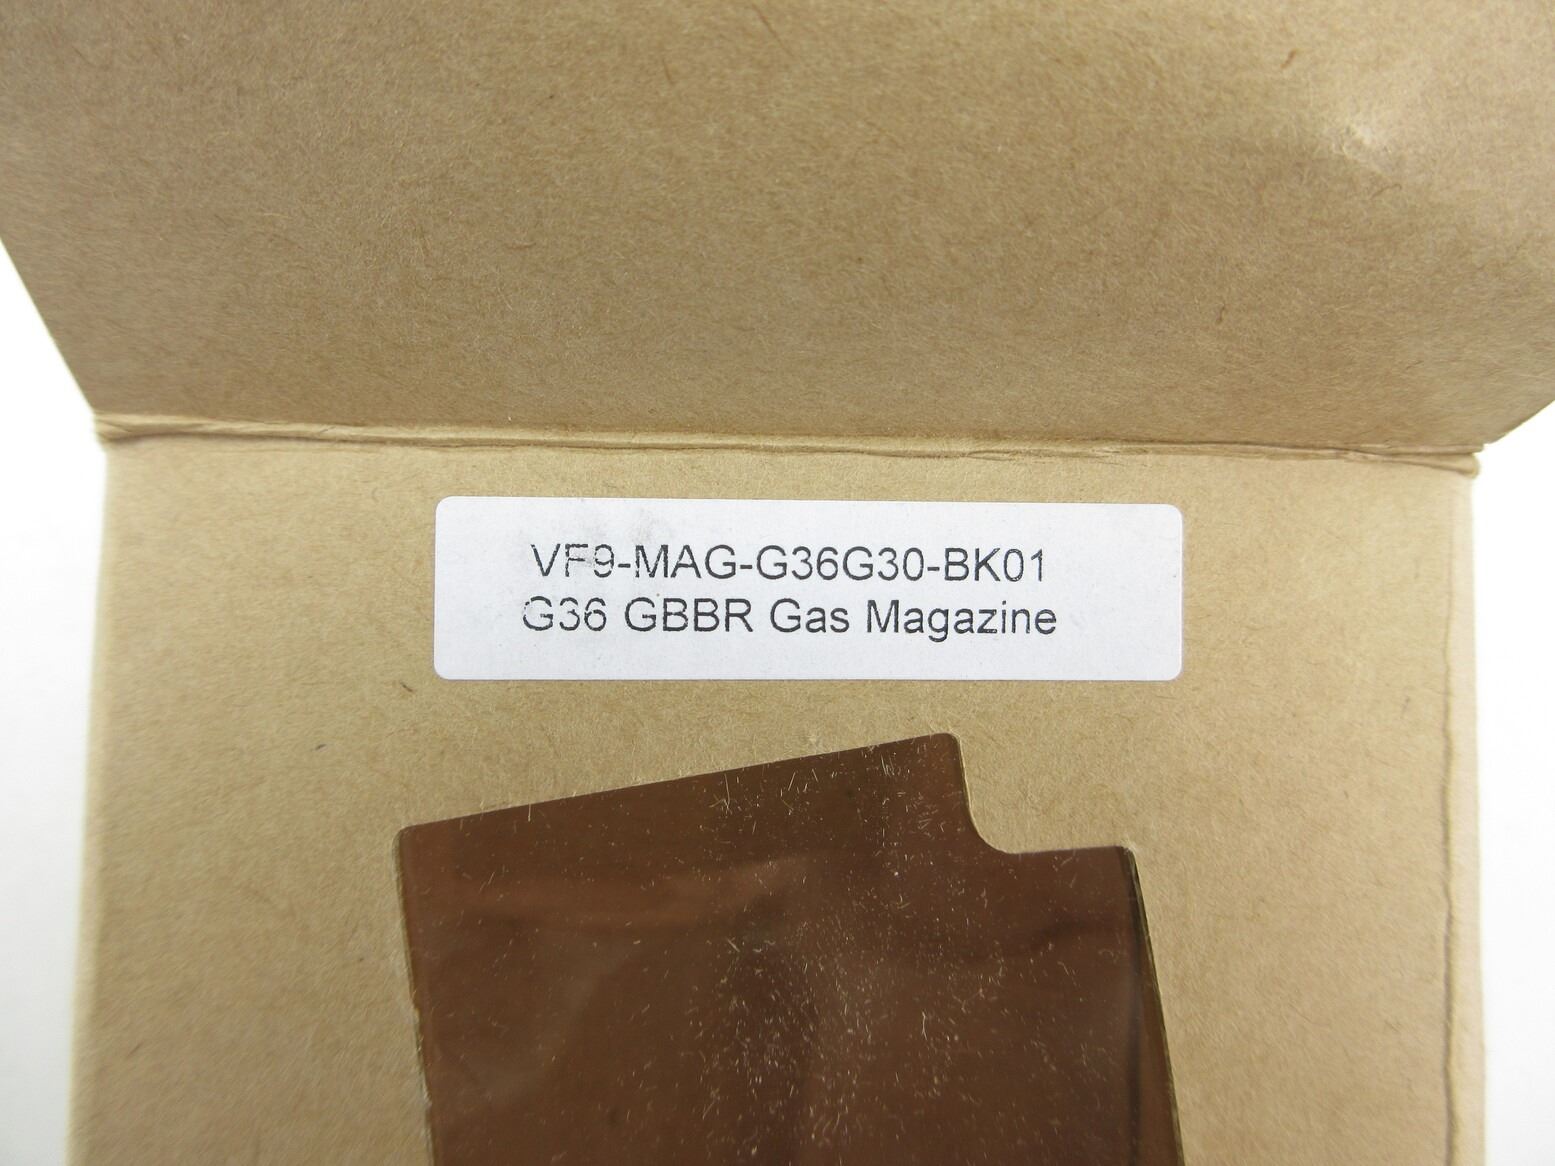 VF9-MAG-G36G30-BK01
G36 GBBR Gas Magazine